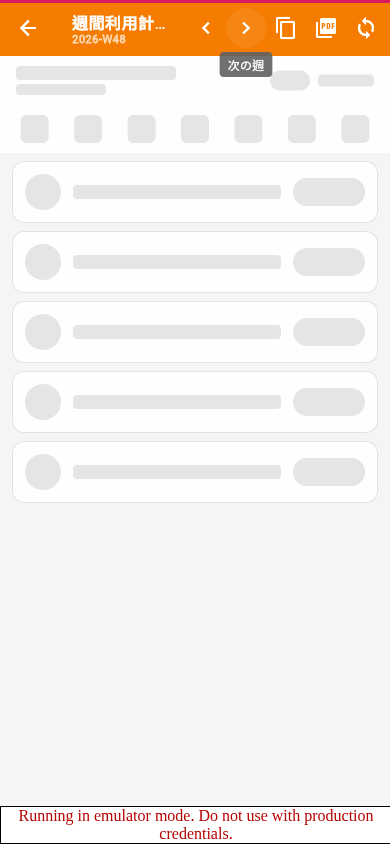 週間利用計...
2026-W48
PDF
次の週
Running in emulator mode. Do not use with production
credentials.